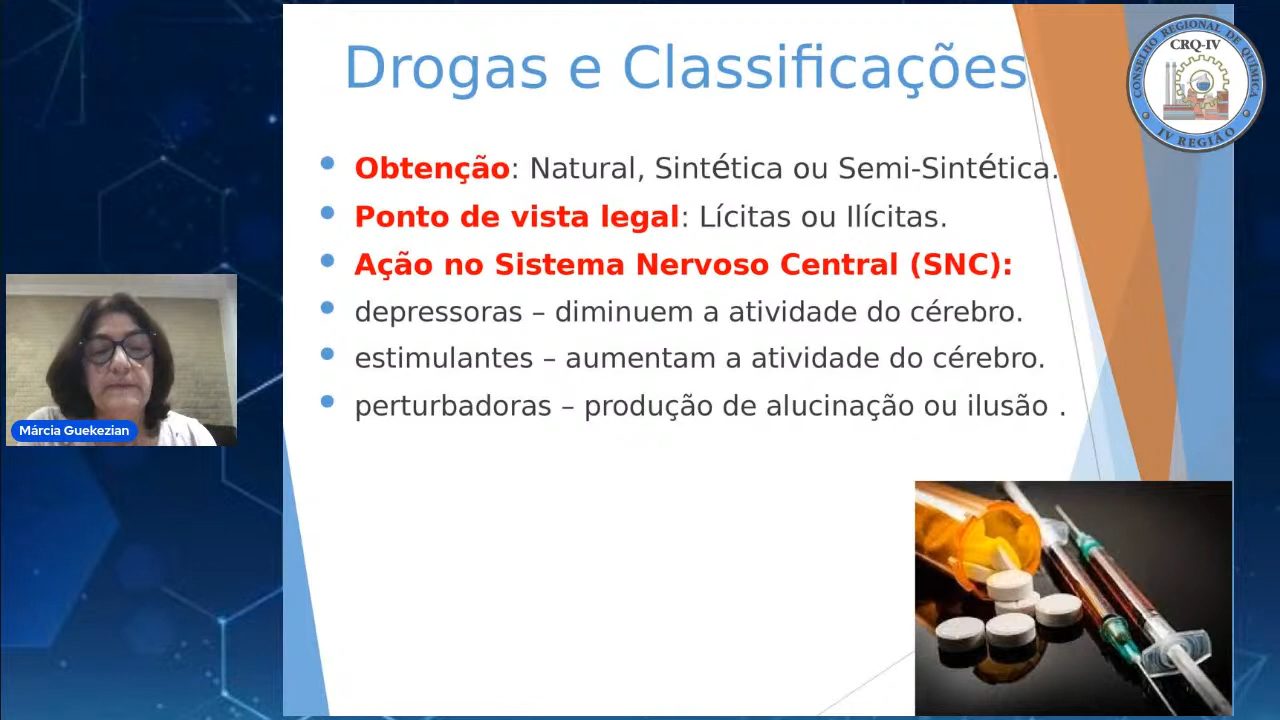 Drogas e Classificações
CONSELHO REGIONAL DE QUÍMICA
CRQ-IV
IV REGIÃO
Obtenção: Natural, Sintética ou Semi-Sintética.
Ponto de vista legal: Lícitas ou Ilícitas.
Ação no Sistema Nervoso Central (SNC):
depressoras – diminuem a atividade do cérebro.
estimulantes – aumentam a atividade do cérebro.
perturbadoras – produção de alucinação ou ilusão .
Márcia Guekezian